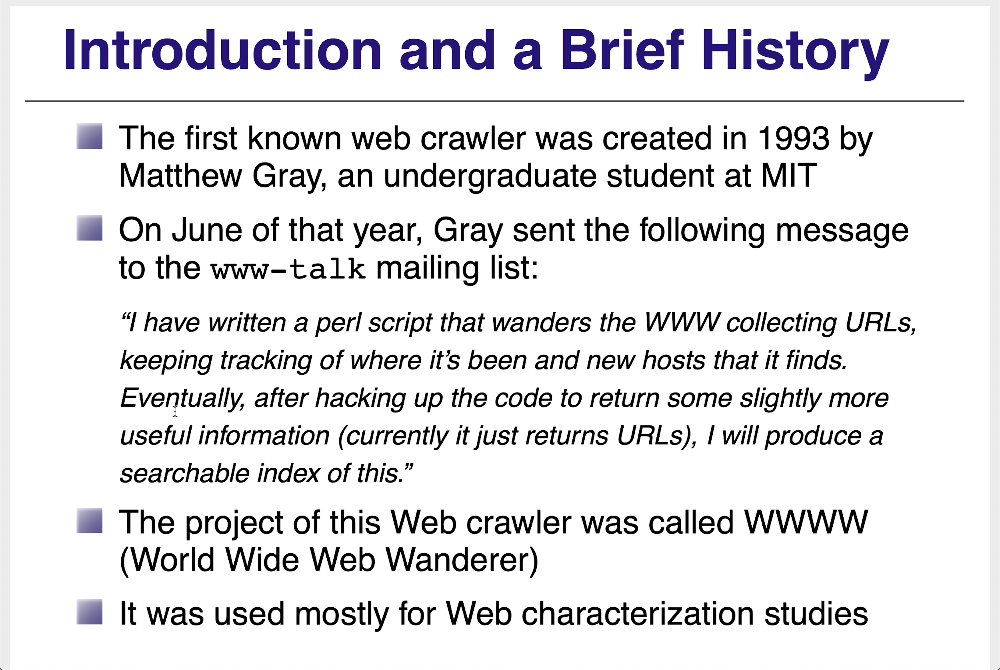 Introduction and a Brief History
The first known web crawler was created in 1993 by
Matthew Gray, an undergraduate student at MIT
On June of that year, Gray sent the following message
to the www-talk mailing list:
“I have written a perl script that wanders the WWW collecting URLs,
keeping tracking of where it’s been and new hosts that it finds.
Eventually, after hacking up the code to return some slightly more
useful information (currently it just returns URLs), I will produce a
searchable index of this.”
The project of this Web crawler was called WWWW
(World Wide Web Wanderer)
It was used mostly for Web characterization studies